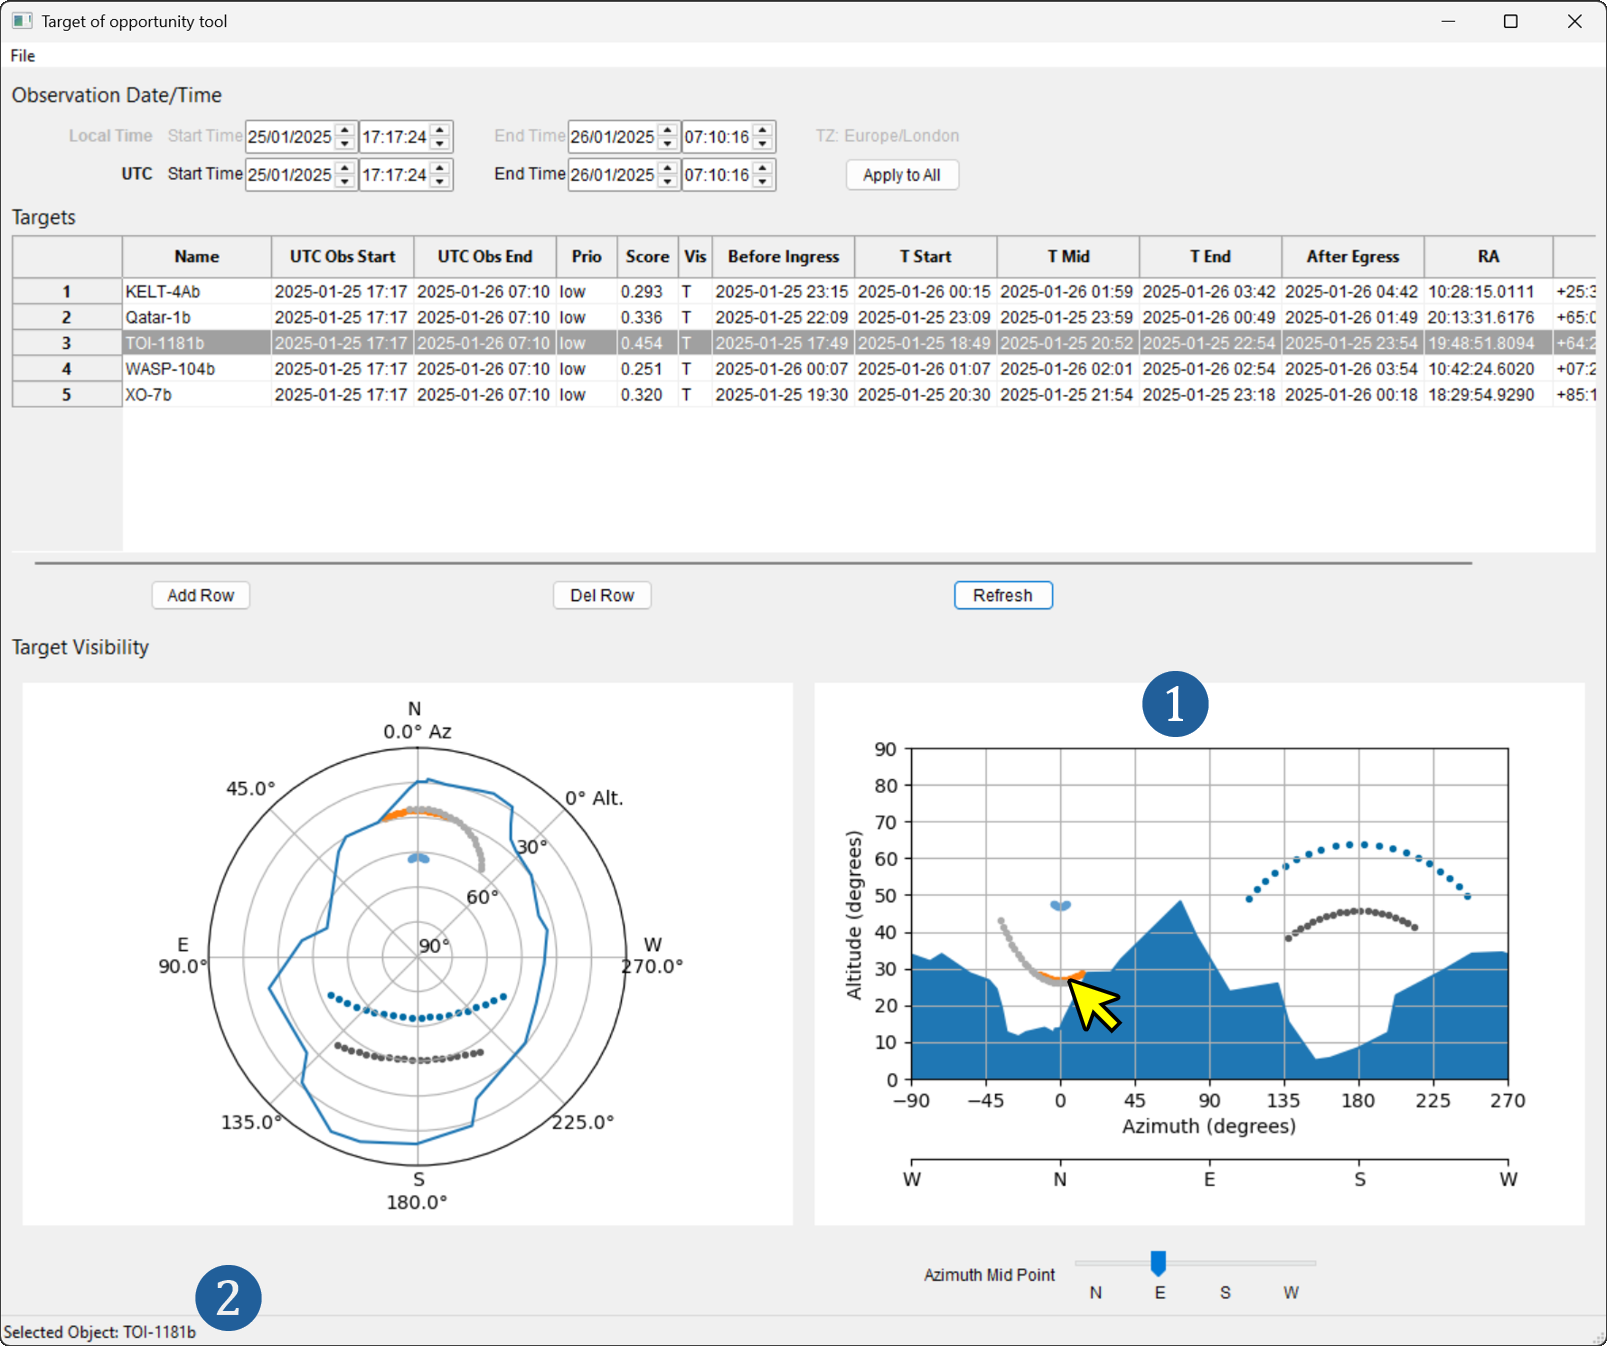 Target of opportunity tool
File
Observation Date/Time
Local Time Start Time 25/01/2025 17:17:24 End Time 26/01/2025 07:10:16 TZ: Europe/London
UTC Start Time 25/01/2025 17:17:24 End Time 26/01/2025 07:10:16 Apply to All
Targets
Name UTC Obs Start UTC Obs End Prio Score Vis Before Ingress T Start T Mid T End After Egress RA
1 KELT-4Ab 2025-01-25 17:17 2025-01-26 07:10 low 0.293 T 2025-01-25 23:15 2025-01-26 00:15 2025-01-26 01:59 2025-01-26 03:42 2025-01-26 04:42 10:28:15.0111 +25:3
2 Qatar-1b 2025-01-25 17:17 2025-01-26 07:10 low 0.336 T 2025-01-25 22:09 2025-01-25 23:09 2025-01-25 23:59 2025-01-26 00:49 2025-01-26 01:49 20:13:31.6176 +65:0
3 TOI-1181b 2025-01-25 17:17 2025-01-26 07:10 low 0.454 T 2025-01-25 17:49 2025-01-25 18:49 2025-01-25 20:52 2025-01-25 22:54 2025-01-25 23:54 19:48:51.8094 +64:2
4 WASP-104b 2025-01-25 17:17 2025-01-26 07:10 low 0.251 T 2025-01-26 00:07 2025-01-26 01:07 2025-01-26 02:01 2025-01-26 02:54 2025-01-26 03:54 10:42:24.6020 +07:2
5 XO-7b 2025-01-25 17:17 2025-01-26 07:10 low 0.320 T 2025-01-25 19:30 2025-01-25 20:30 2025-01-25 21:54 2025-01-25 23:18 2025-01-26 00:18 18:29:54.9290 +85:1
Add Row Del Row Refresh
Target Visibility
N
0.0° Az
45.0°
0° Alt.
30°
60°
90°
E
90.0°
W
270.0°
135.0°
225.0°
S
180.0°
1
90
80
70
60
50
40
30
20
10
0
Altitude (degrees)
−90 −45 0 45 90 135 180 225 270
Azimuth (degrees)
W N E S W
Azimuth Mid Point
N E S W
2
Selected Object: TOI-1181b